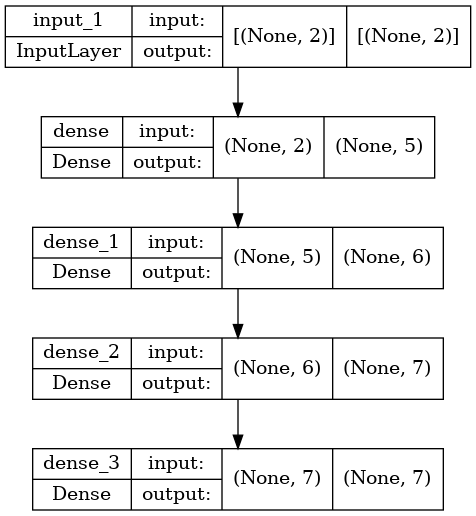 input_1 input: [(None, 2)] [(None, 2)]
InputLayer output:
dense input: (None, 2) (None, 5)
Dense output:
dense_1 input: (None, 5) (None, 6)
Dense output:
dense_2 input: (None, 6) (None, 7)
Dense output:
dense_3 input: (None, 7) (None, 7)
Dense output: